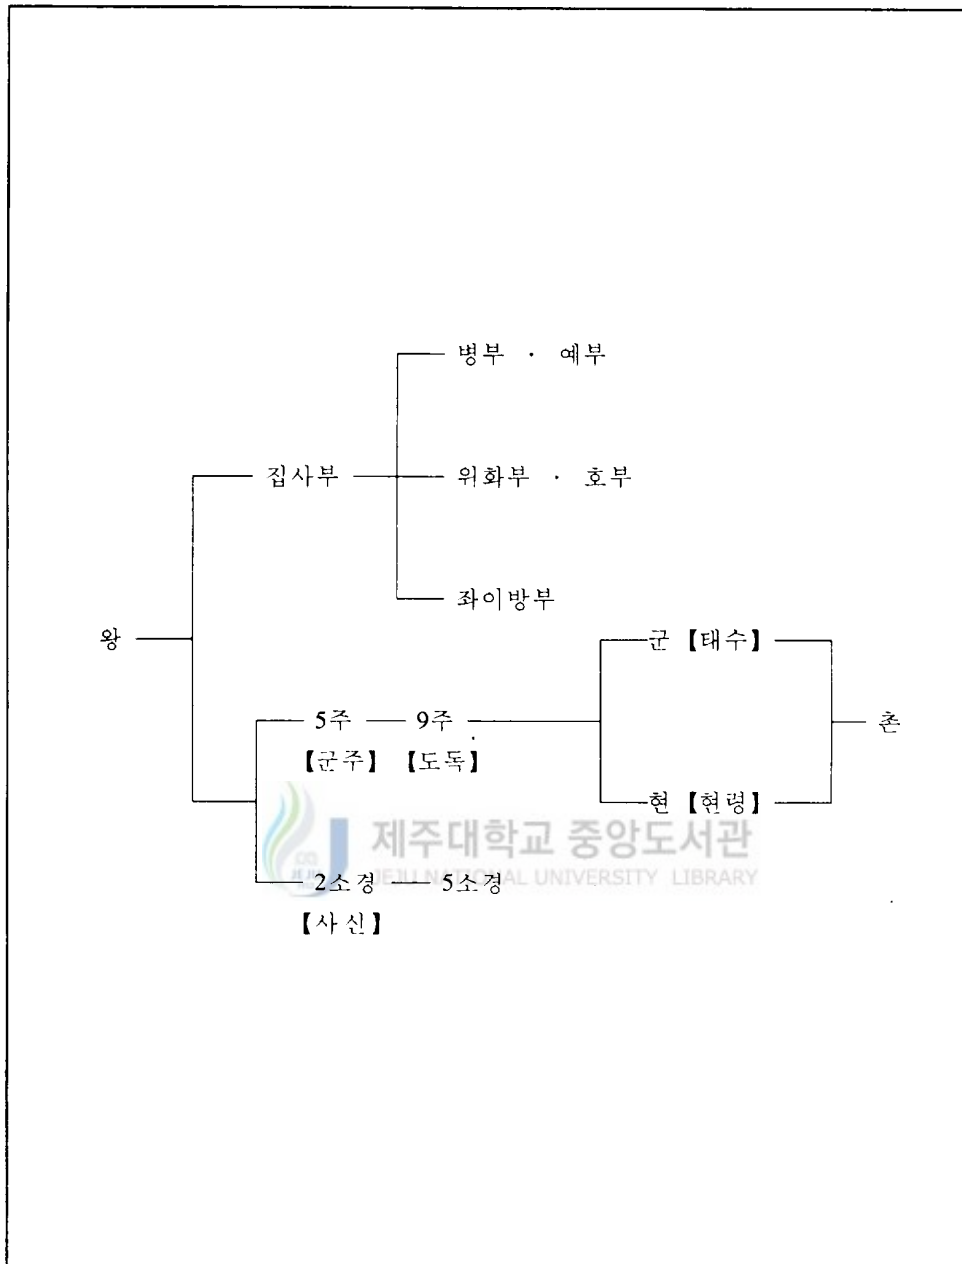 병부 · 예부
집사부
위화부 · 호부
좌이방부
왕
군 【태수】
5주
9주
촌
【군주】
【도독】
현 【현령】
제주대학교 중앙도서관
JEJU NATIONAL UNIVERSITY LIBRARY
2소경
5소경
【사신】